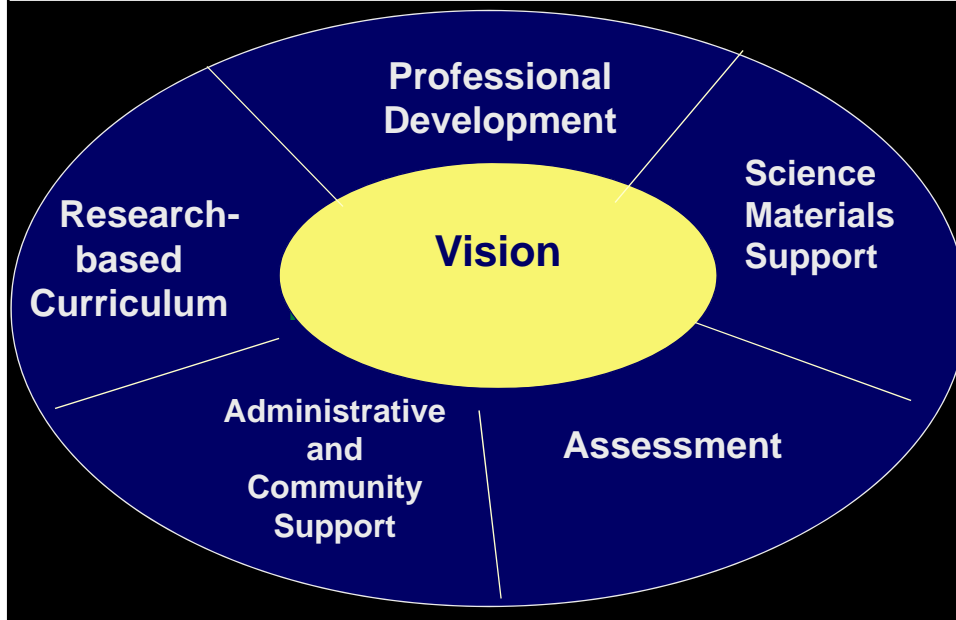 Professional
Development
Science
Materials
Support
Research-
based
Curriculum
Vision
Administrative
and
Community
Support
Assessment